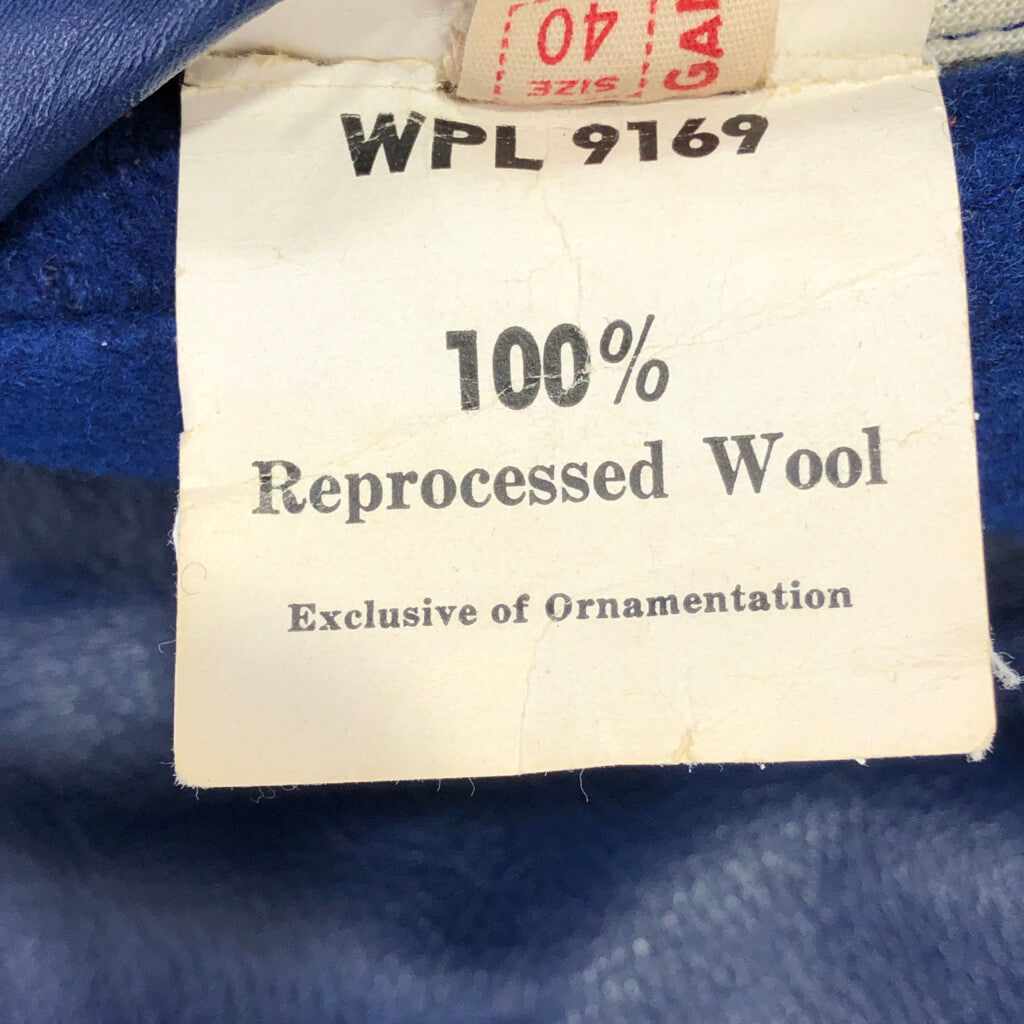 40
SIZE
WPL 9169
100%
Reprocessed Wool
Exclusive of Ornamentation